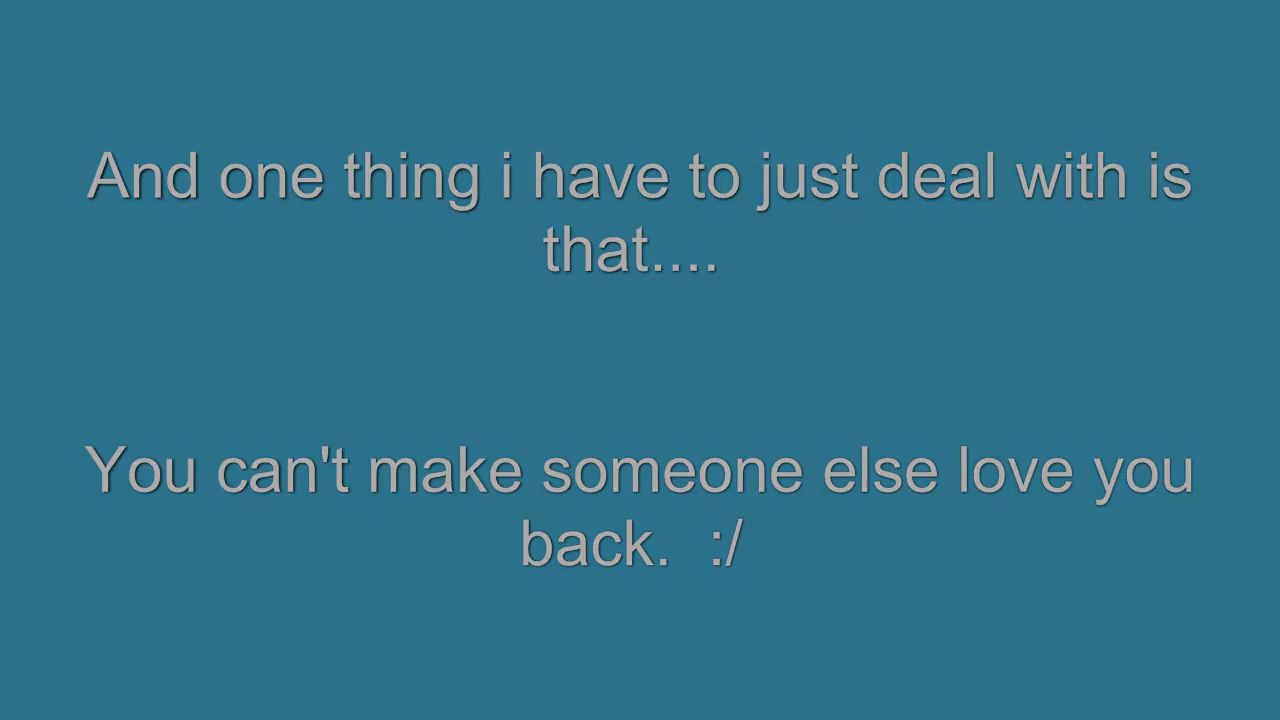 And one thing i have to just deal with is
that....
You can't make someone else love you
back.  :/